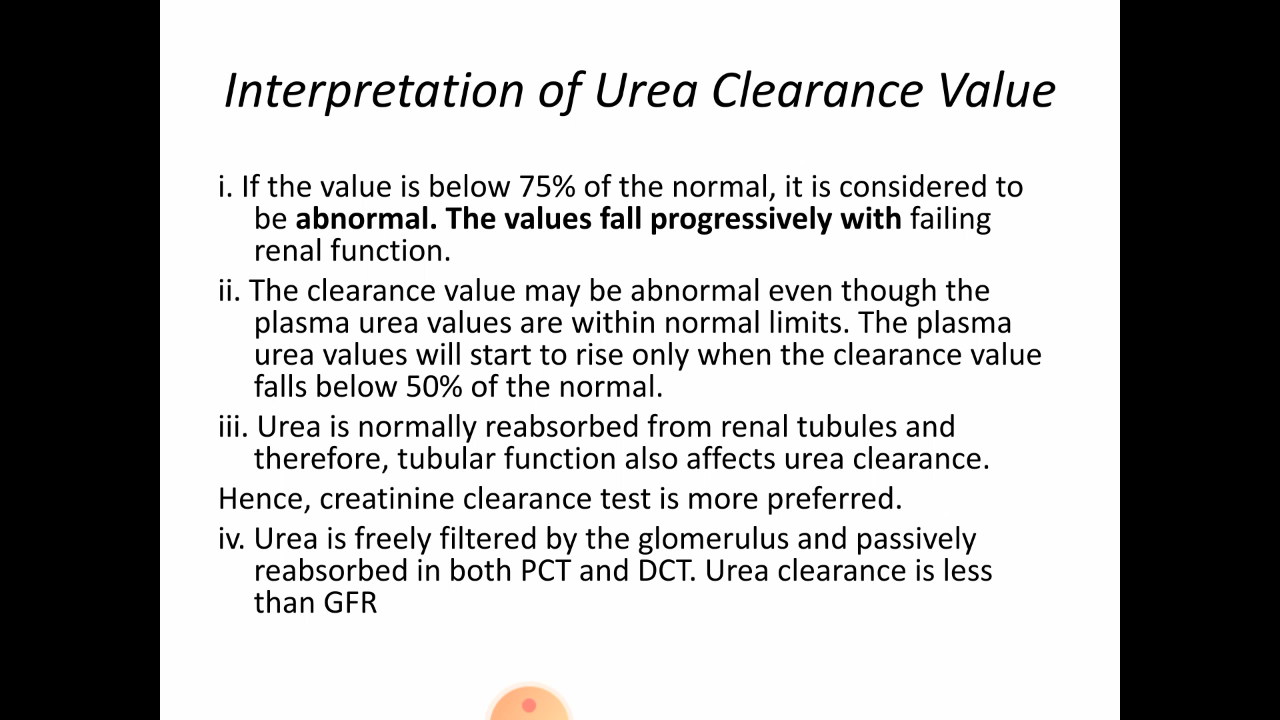 Interpretation of Urea Clearance Value
i. If the value is below 75% of the normal, it is considered to
be abnormal. The values fall progressively with failing
renal function.
ii. The clearance value may be abnormal even though the
plasma urea values are within normal limits. The plasma
urea values will start to rise only when the clearance value
falls below 50% of the normal.
iii. Urea is normally reabsorbed from renal tubules and
therefore, tubular function also affects urea clearance.
Hence, creatinine clearance test is more preferred.
iv. Urea is freely filtered by the glomerulus and passively
reabsorbed in both PCT and DCT. Urea clearance is less
than GFR